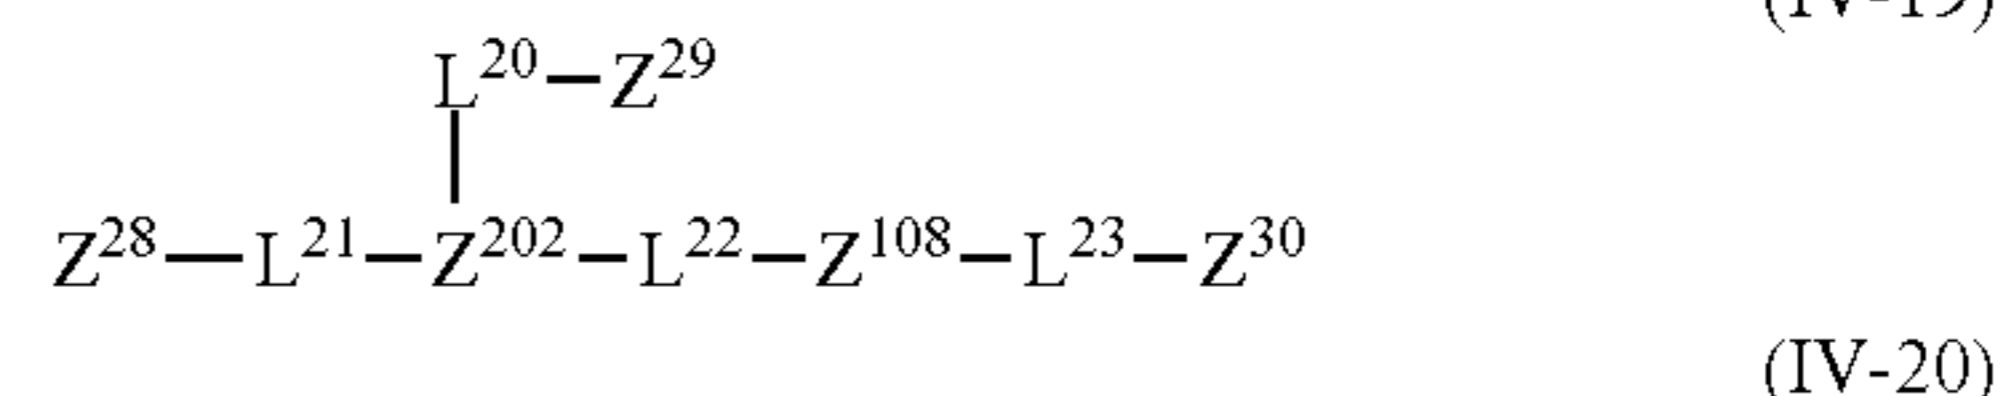 (IV-19)
L²⁰—Z²⁹
Z²⁸—L²¹—Z²⁰²—L²²—Z¹⁰⁸—L²³—Z³⁰
(IV-20)